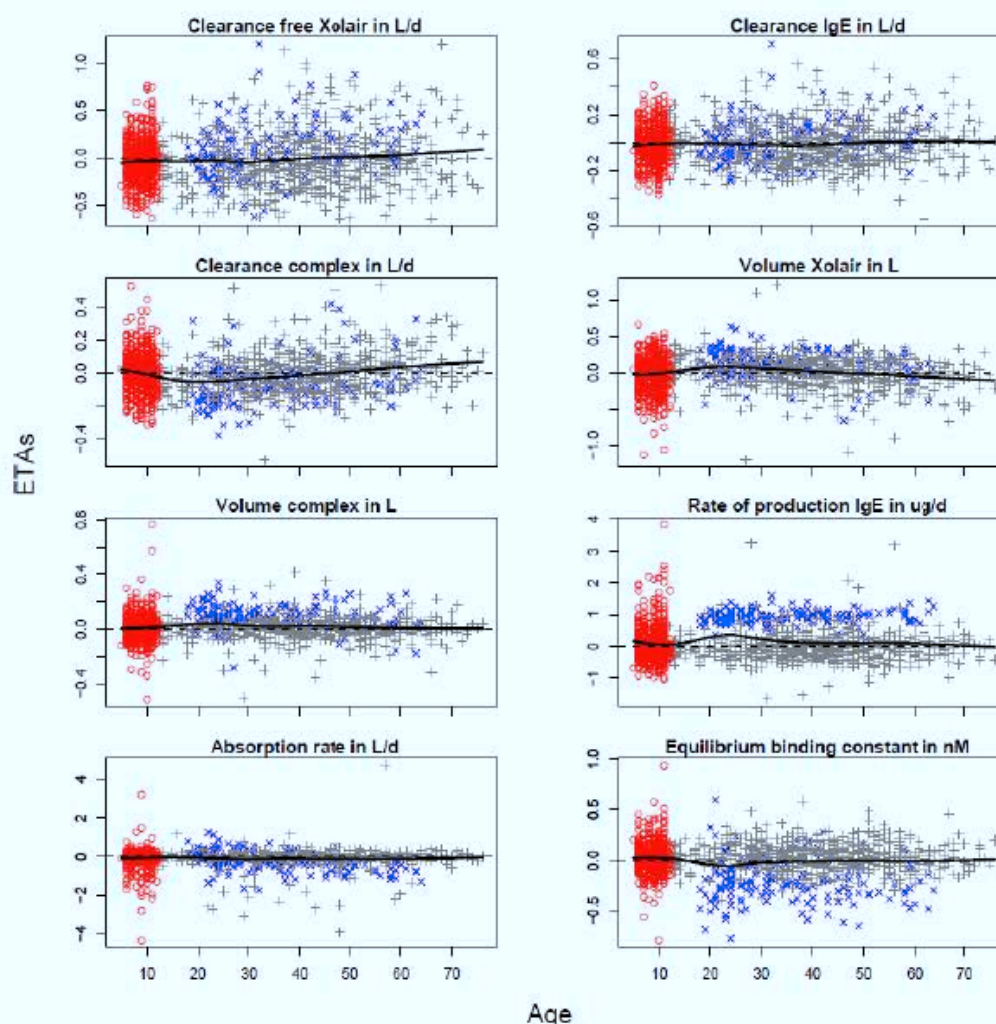 Clearance free Xolair in L/d
1.0
0.5
0.0
−0.5
Clearance IgE in L/d
0.6
0.2
−0.2
−0.6
Clearance complex in L/d
0.4
0.2
0.0
−0.4
Volume Xolair in L
1.0
0.5
0.0
−1.0
ETAs
Volume complex in L
0.8
0.4
0.0
−0.4
Rate of production IgE in ug/d
4
3
2
1
0
−1
Absorption rate in L/d
4
2
0
−2
−4
10 20 30 40 50 60 70
Equilibrium binding constant in nM
1.0
0.5
0.0
−0.5
10 20 30 40 50 60 70
Age